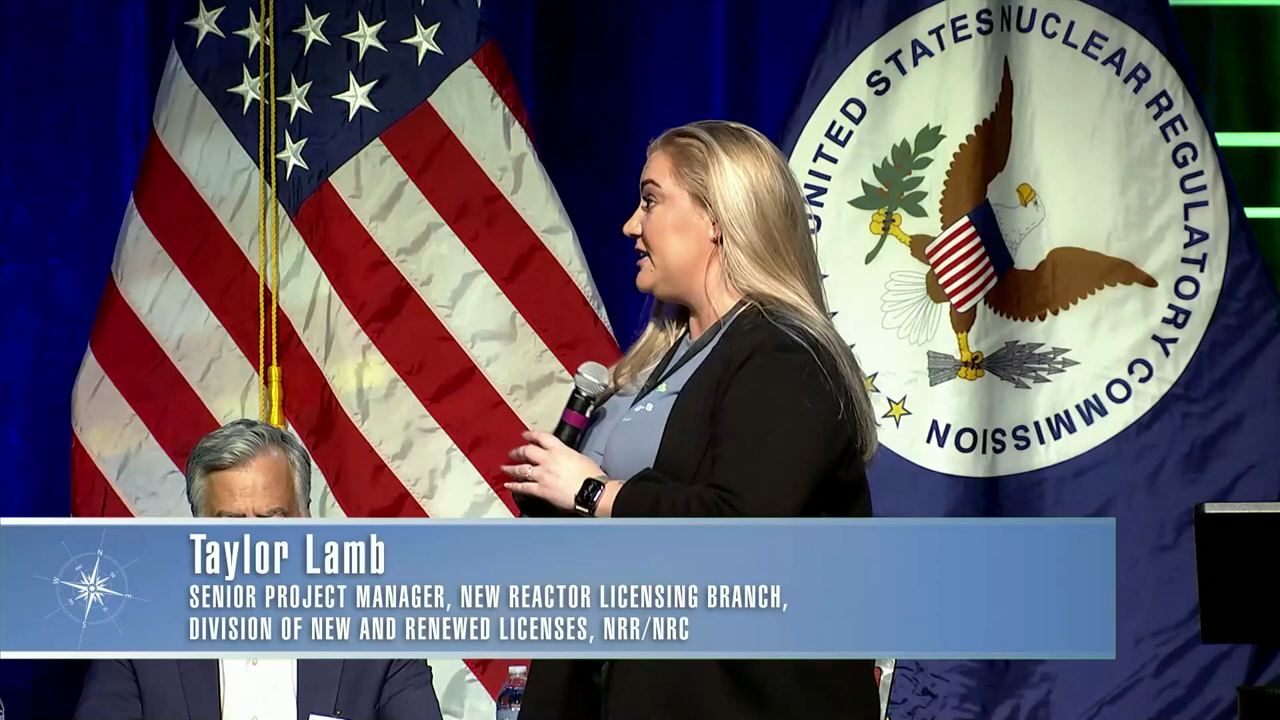 UNITED STATES NUCLEAR REGULATORY COMMISSION
Taylor Lamb
SENIOR PROJECT MANAGER, NEW REACTOR LICENSING BRANCH,
DIVISION OF NEW AND RENEWED LICENSES, NRR/NRC